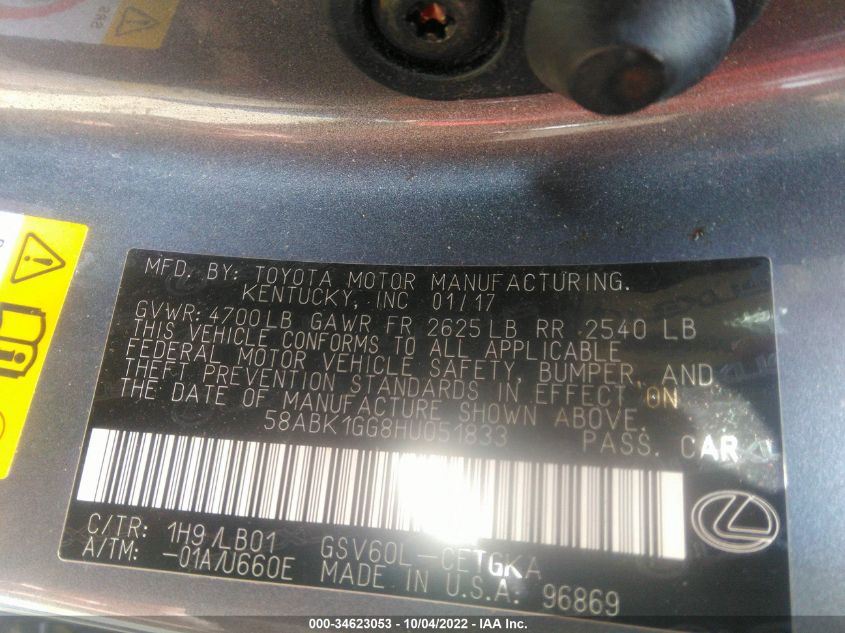 SRS
MFD. BY: TOYOTA MOTOR MANUFACTURING.
KENTUCKY, INC 01/17
GVWR: 4700LB GAWR FR 2625LB RR 2540 LB
THIS VEHICLE CONFORMS TO ALL APPLICABLE
FEDERAL MOTOR VEHICLE SAFETY, BUMPER, AND
THEFT PREVENTION STANDARDS IN EFFECT ON
THE DATE OF MANUFACTURE SHOWN ABOVE.
58ABK1GG8HU051833 PASS. CAR
C/TR: 1H9/LB01 GSV60L-CETGKA
A/TM: -01A/U660E MADE IN U.S.A. 96869
000-34623053 - 10/04/2022 - IAA Inc.